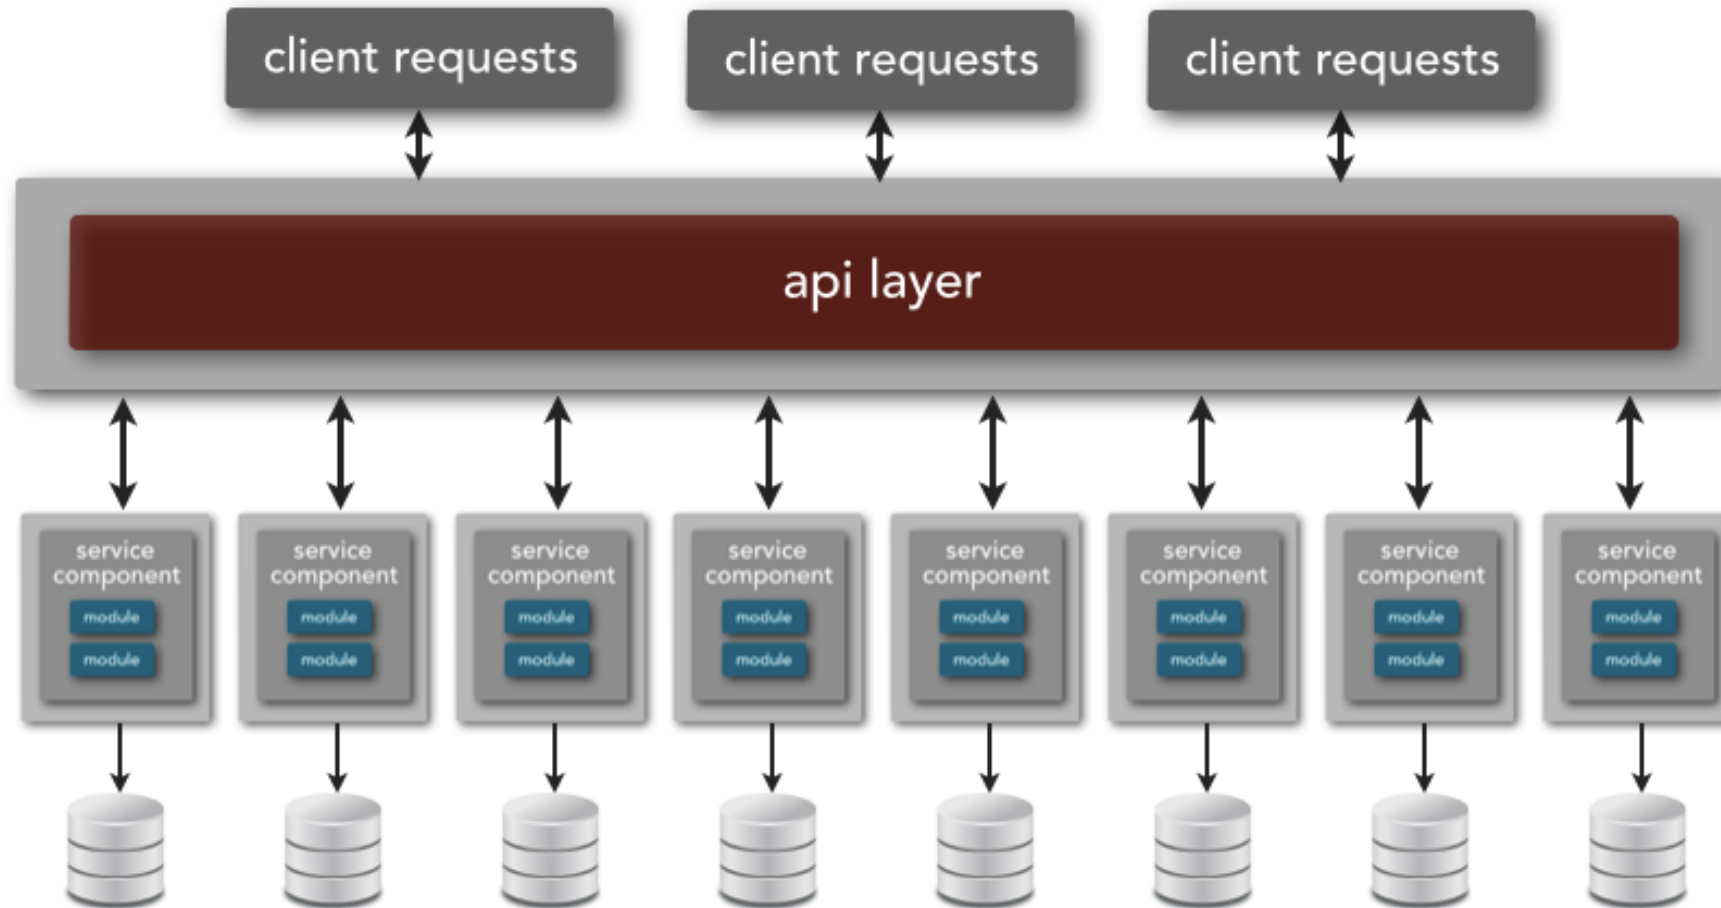 client requests
client requests
client requests
api layer
service
component
module
module
service
component
module
module
service
component
module
module
service
component
module
module
service
component
module
module
service
component
module
module
service
component
module
module
service
component
module
module